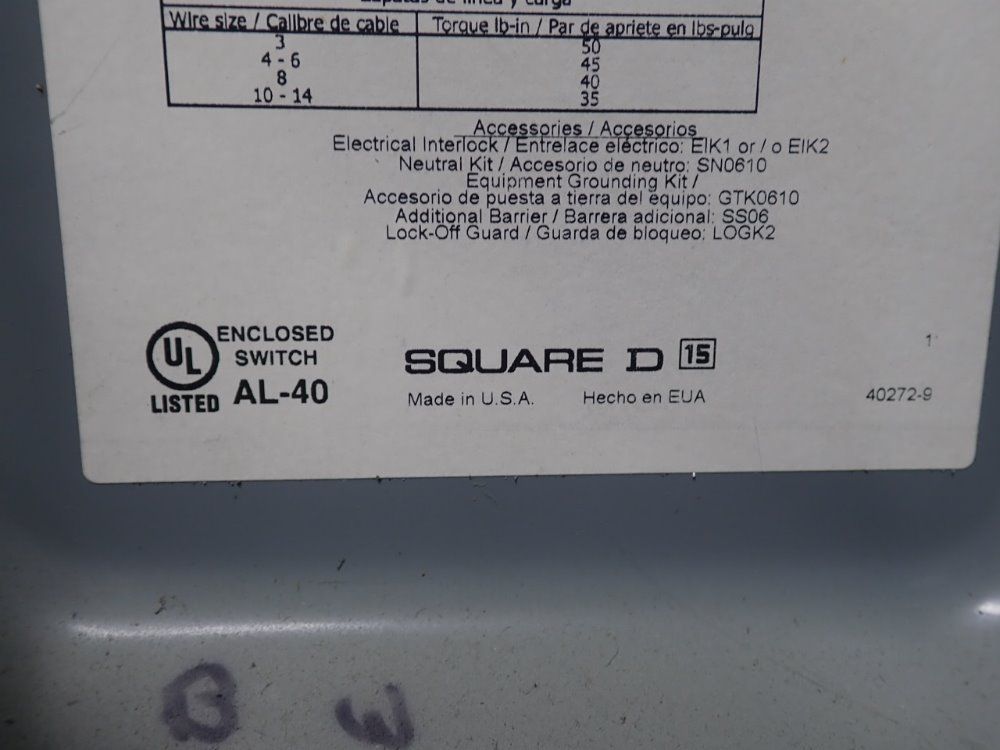 de línea y carga
Wire size / Calibre de cable Torque lb-in / Par de apriete en lbs-pulg
3 50
4 - 6 45
8 40
10 - 14 35
Accessories / Accesorios
Electrical Interlock / Entrelace eléctrico: EIK1 or / o EIK2
Neutral Kit / Accesorio de neutro: SN0610
Equipment Grounding Kit /
Accesorio de puesta a tierra del equipo: GTK0610
Additional Barrier / Barrera adicional: SS06
Lock-Off Guard / Guarda de bloqueo: LOGK2
UL LISTED
ENCLOSED
SWITCH
AL-40
SQUARE D 15
Made in U.S.A. Hecho en EUA
40272-9
B W